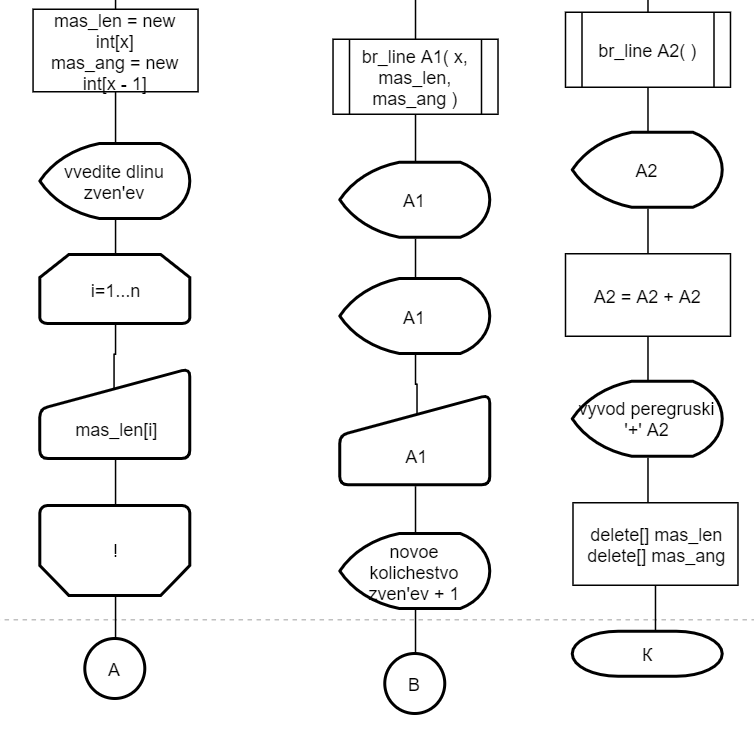 mas_len = new
int[x]
mas_ang = new
int[x - 1]
vvedite dlinu
zven'ev
i=1...n
mas_len[i]
!
A
br_line A1( x,
mas_len,
mas_ang )
A1
A1
A1
novoe
kolichestvo
zven'ev + 1
B
br_line A2( )
A2
A2 = A2 + A2
vyvod peregruski
'+' A2
delete[] mas_len
delete[] mas_ang
K